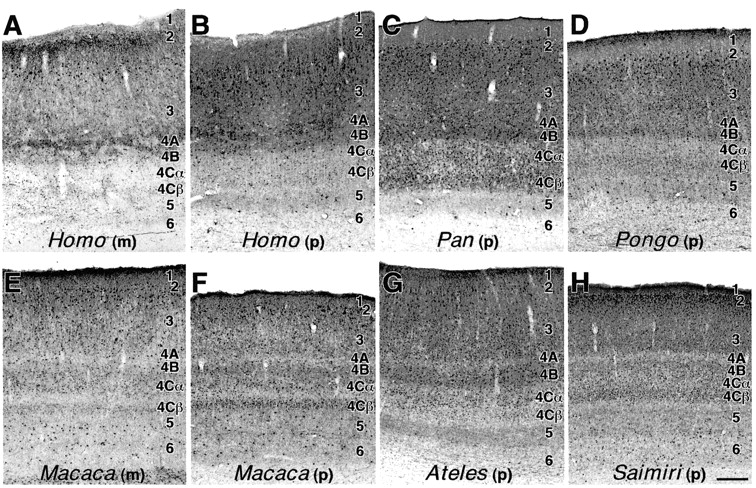 A
1
2
3
4A
4B
4Cα
4Cβ
5
6
Homo (m)
B
1
2
3
4A
4B
4Cα
4Cβ
5
6
Homo (p)
C
1
2
3
4A
4B
4Cα
4Cβ
5
6
Pan (p)
D
1
2
3
4A
4B
4Cα
4Cβ
5
6
Pongo (p)
E
1
2
3
4A
4B
4Cα
4Cβ
5
6
Macaca (m)
F
1
2
3
4A
4B
4Cα
4Cβ
5
6
Macaca (p)
G
1
2
3
4A
4B
4Cα
4Cβ
5
6
Ateles (p)
H
1
2
3
4A
4B
4Cα
4Cβ
5
6
Saimiri (p)